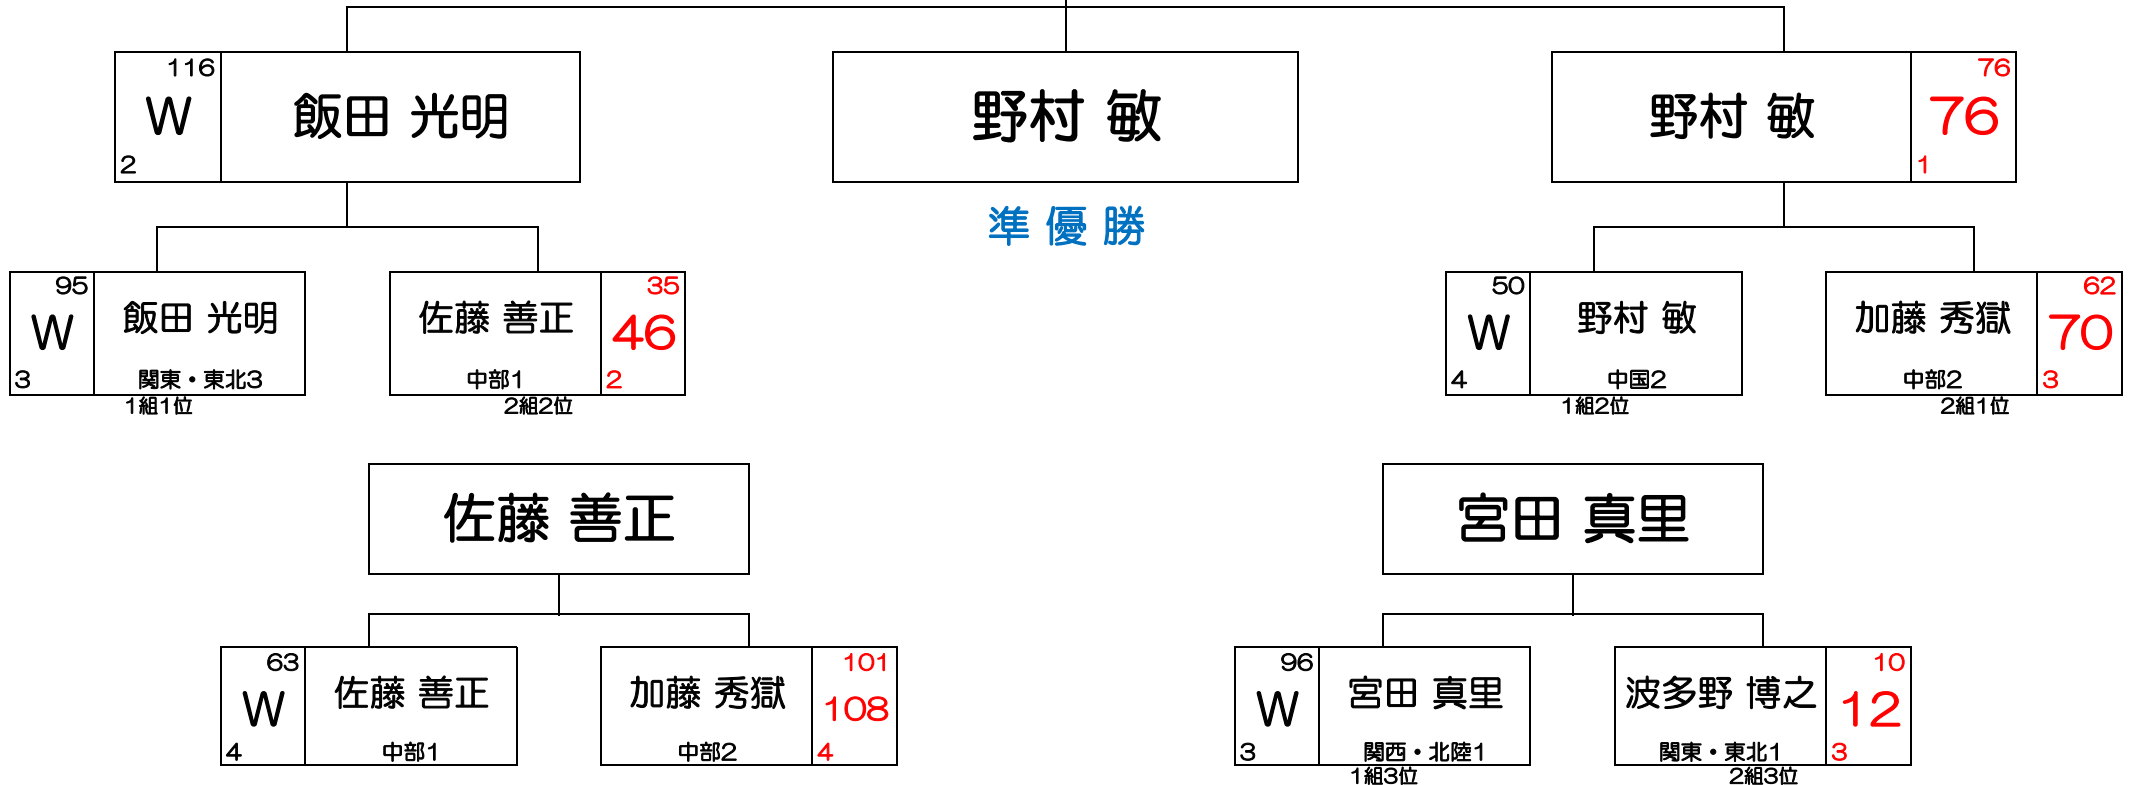 116
W
2
飯田 光明
野村 敏
準 優 勝
野村 敏
76
76
1
95
W
3
飯田 光明
関東・東北3
1組1位
佐藤 善正
中部1
35
46
2
2組2位
50
W
4
野村 敏
中国2
1組2位
加藤 秀獄
中部2
62
70
3
2組1位
佐藤 善正
宮田 真里
63
W
4
佐藤 善正
中部1
加藤 秀獄
中部2
101
108
4
96
W
3
宮田 真里
関西・北陸1
1組3位
波多野 博之
関東・東北1
10
12
3
2組3位